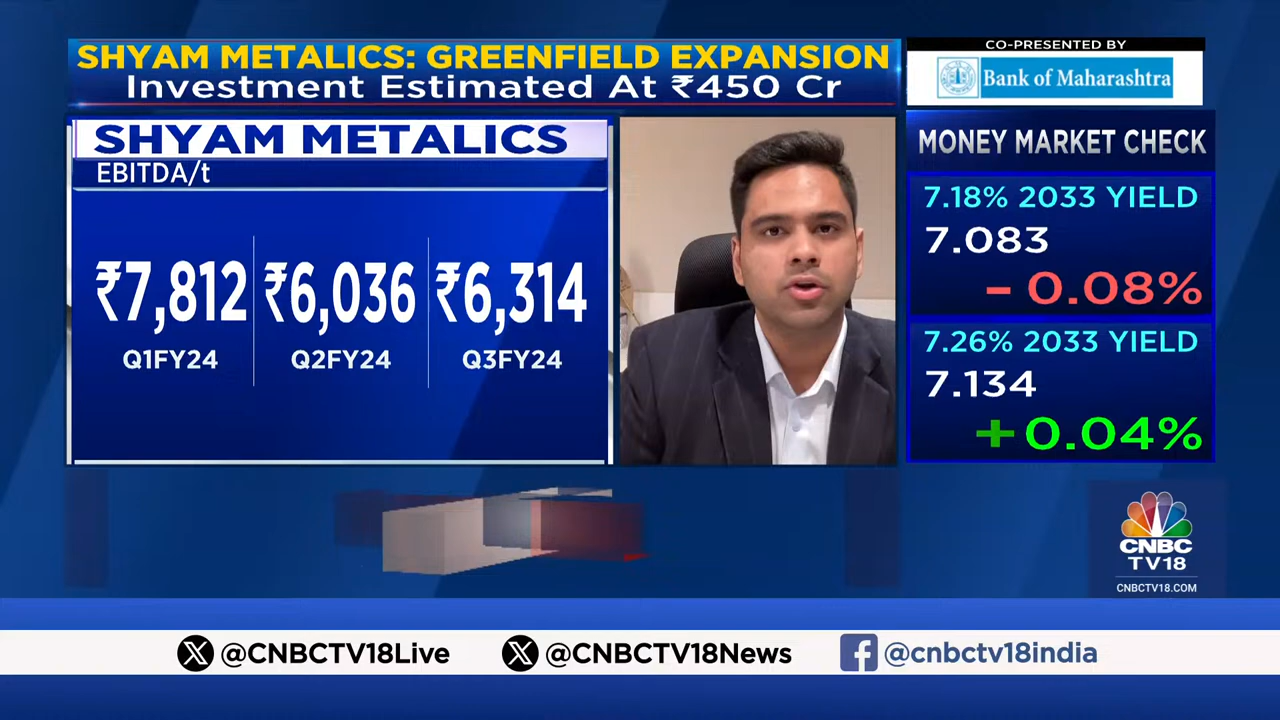 SHYAM METALICS: GREENFIELD EXPANSION
Investment Estimated At ₹450 Cr
CO-PRESENTED BY
Bank of Maharashtra
SHYAM METALICS
EBITDA/t
₹7,812 ₹6,036 ₹6,314
Q1FY24 Q2FY24 Q3FY24
MONEY MARKET CHECK
7.18% 2033 YIELD
7.083
- 0.08%
7.26% 2033 YIELD
7.134
+0.04%
CNBC
TV18
CNBCTV18.COM
X @CNBCTV18Live X @CNBCTV18News f @cnbctv18india